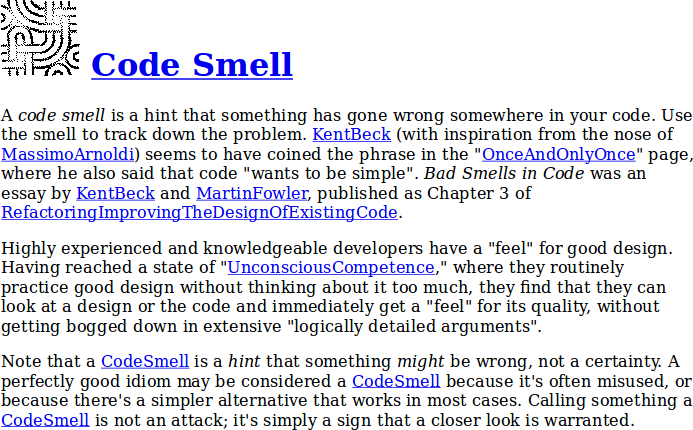 Code Smell
A code smell is a hint that something has gone wrong somewhere in your code. Use
the smell to track down the problem. KentBeck (with inspiration from the nose of
MassimoArnoldi) seems to have coined the phrase in the "OnceAndOnlyOnce" page,
where he also said that code "wants to be simple". Bad Smells in Code was an
essay by KentBeck and MartinFowler, published as Chapter 3 of
RefactoringImprovingTheDesignOfExistingCode.
Highly experienced and knowledgeable developers have a "feel" for good design.
Having reached a state of "UnconsciousCompetence," where they routinely
practice good design without thinking about it too much, they find that they can
look at a design or the code and immediately get a "feel" for its quality, without
getting bogged down in extensive "logically detailed arguments".
Note that a CodeSmell is a hint that something might be wrong, not a certainty. A
perfectly good idiom may be considered a CodeSmell because it's often misused, or
because there's a simpler alternative that works in most cases. Calling something a
CodeSmell is not an attack; it's simply a sign that a closer look is warranted.